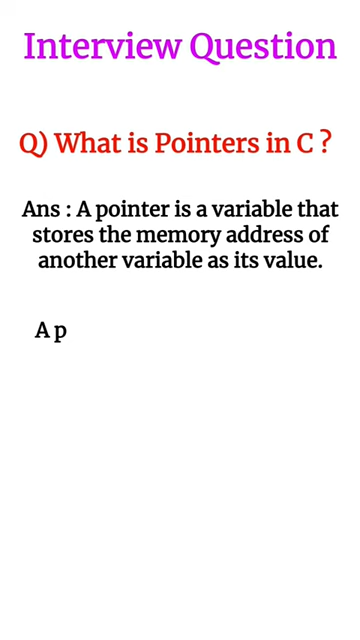 Interview Question
Q) What is Pointers in C ?
Ans : A pointer is a variable that
stores the memory address of
another variable as its value.
A p